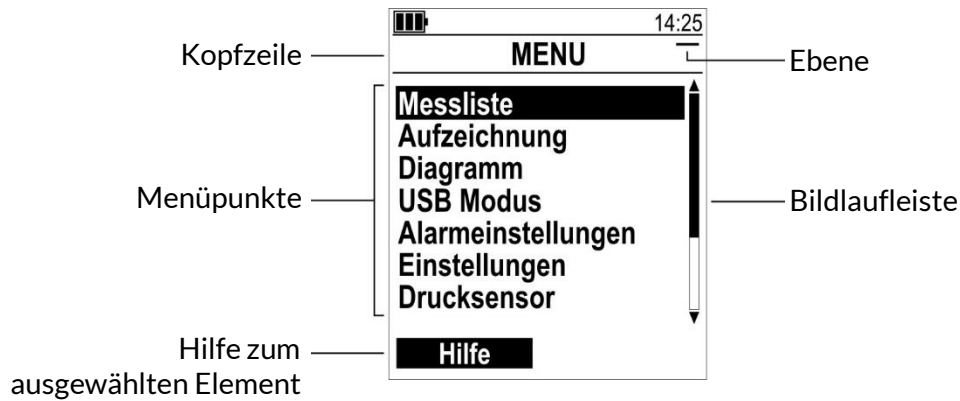 14:25
Kopfzeile
MENU
Ebene
Messliste
Aufzeichnung
Diagramm
Menüpunkte
USB Modus
Bildlaufleiste
Alarmeinstellungen
Einstellungen
Drucksensor
Hilfe zum
ausgewählten Element
Hilfe